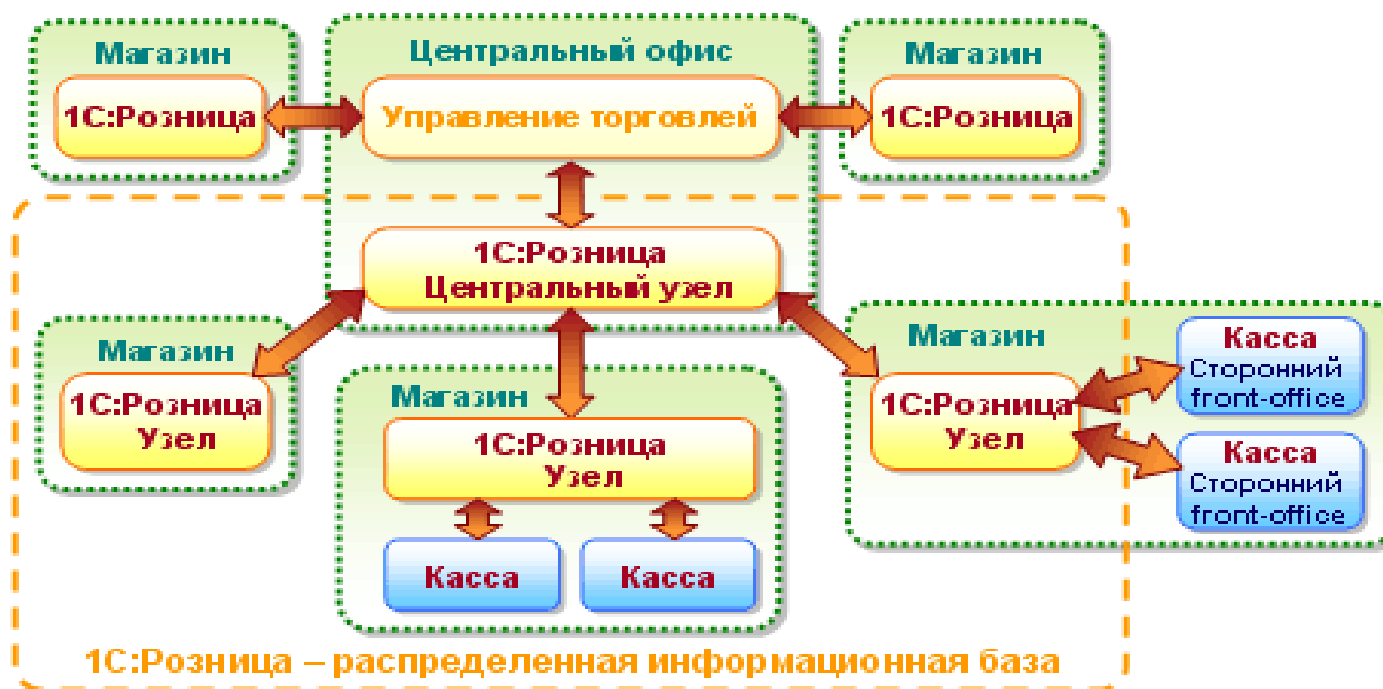 Магазин
1С:Розница
Центральный офис
Управление торговлей
Магазин
1С:Розница
1С:Розница
Центральный узел
Магазин
1С:Розница
Узел
Магазин
1С:Розница
Узел
Касса
Касса
Магазин
1С:Розница
Узел
Касса
Сторонний
front-office
Касса
Сторонний
front-office
1С:Розница – распределенная информационная база